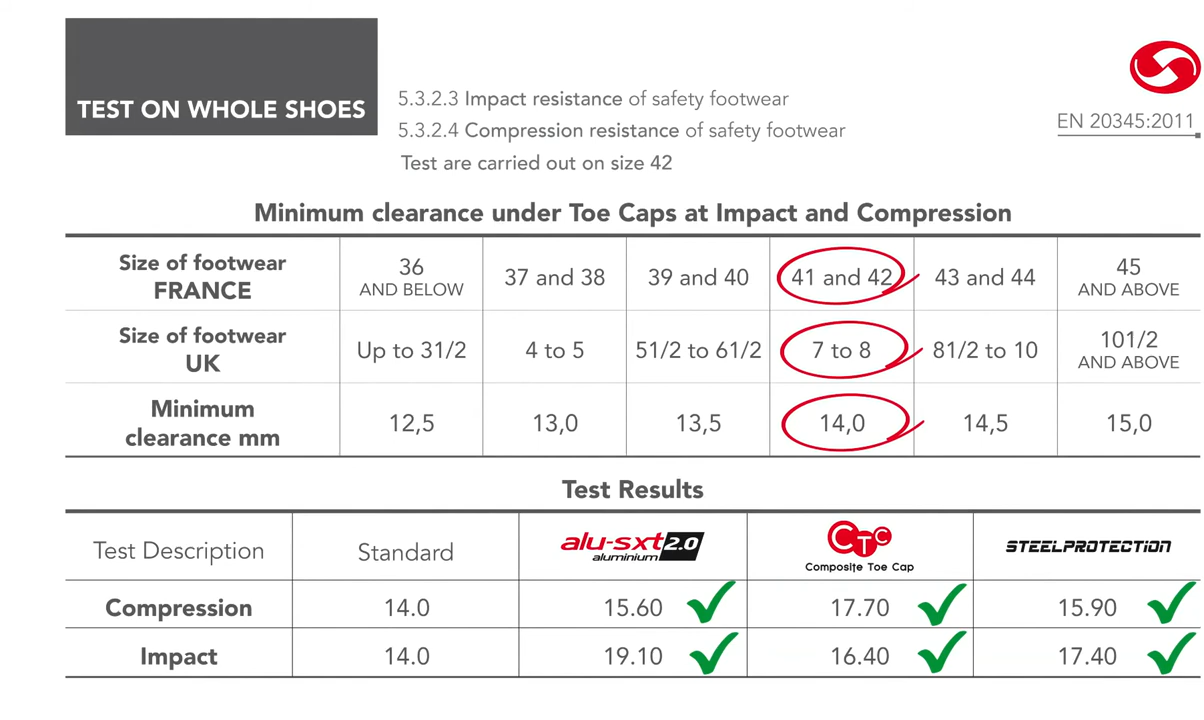 TEST ON WHOLE SHOES
5.3.2.3 Impact resistance of safety footwear
5.3.2.4 Compression resistance of safety footwear
Test are carried out on size 42
EN 20345:2011
Minimum clearance under Toe Caps at Impact and Compression
Size of footwear
FRANCE
36
AND BELOW
37 and 38
39 and 40
41 and 42
43 and 44
45
AND ABOVE
Size of footwear
UK
Up to 31/2
4 to 5
51/2 to 61/2
7 to 8
81/2 to 10
101/2
AND ABOVE
Minimum
clearance mm
12,5
13,0
13,5
14,0
14,5
15,0
Test Results
Test Description
Standard
alu-sxt 2.0
aluminium
CTC
Composite Toe Cap
STEELPROTECTION
Compression
14.0
15.60
17.70
15.90
Impact
14.0
19.10
16.40
17.40